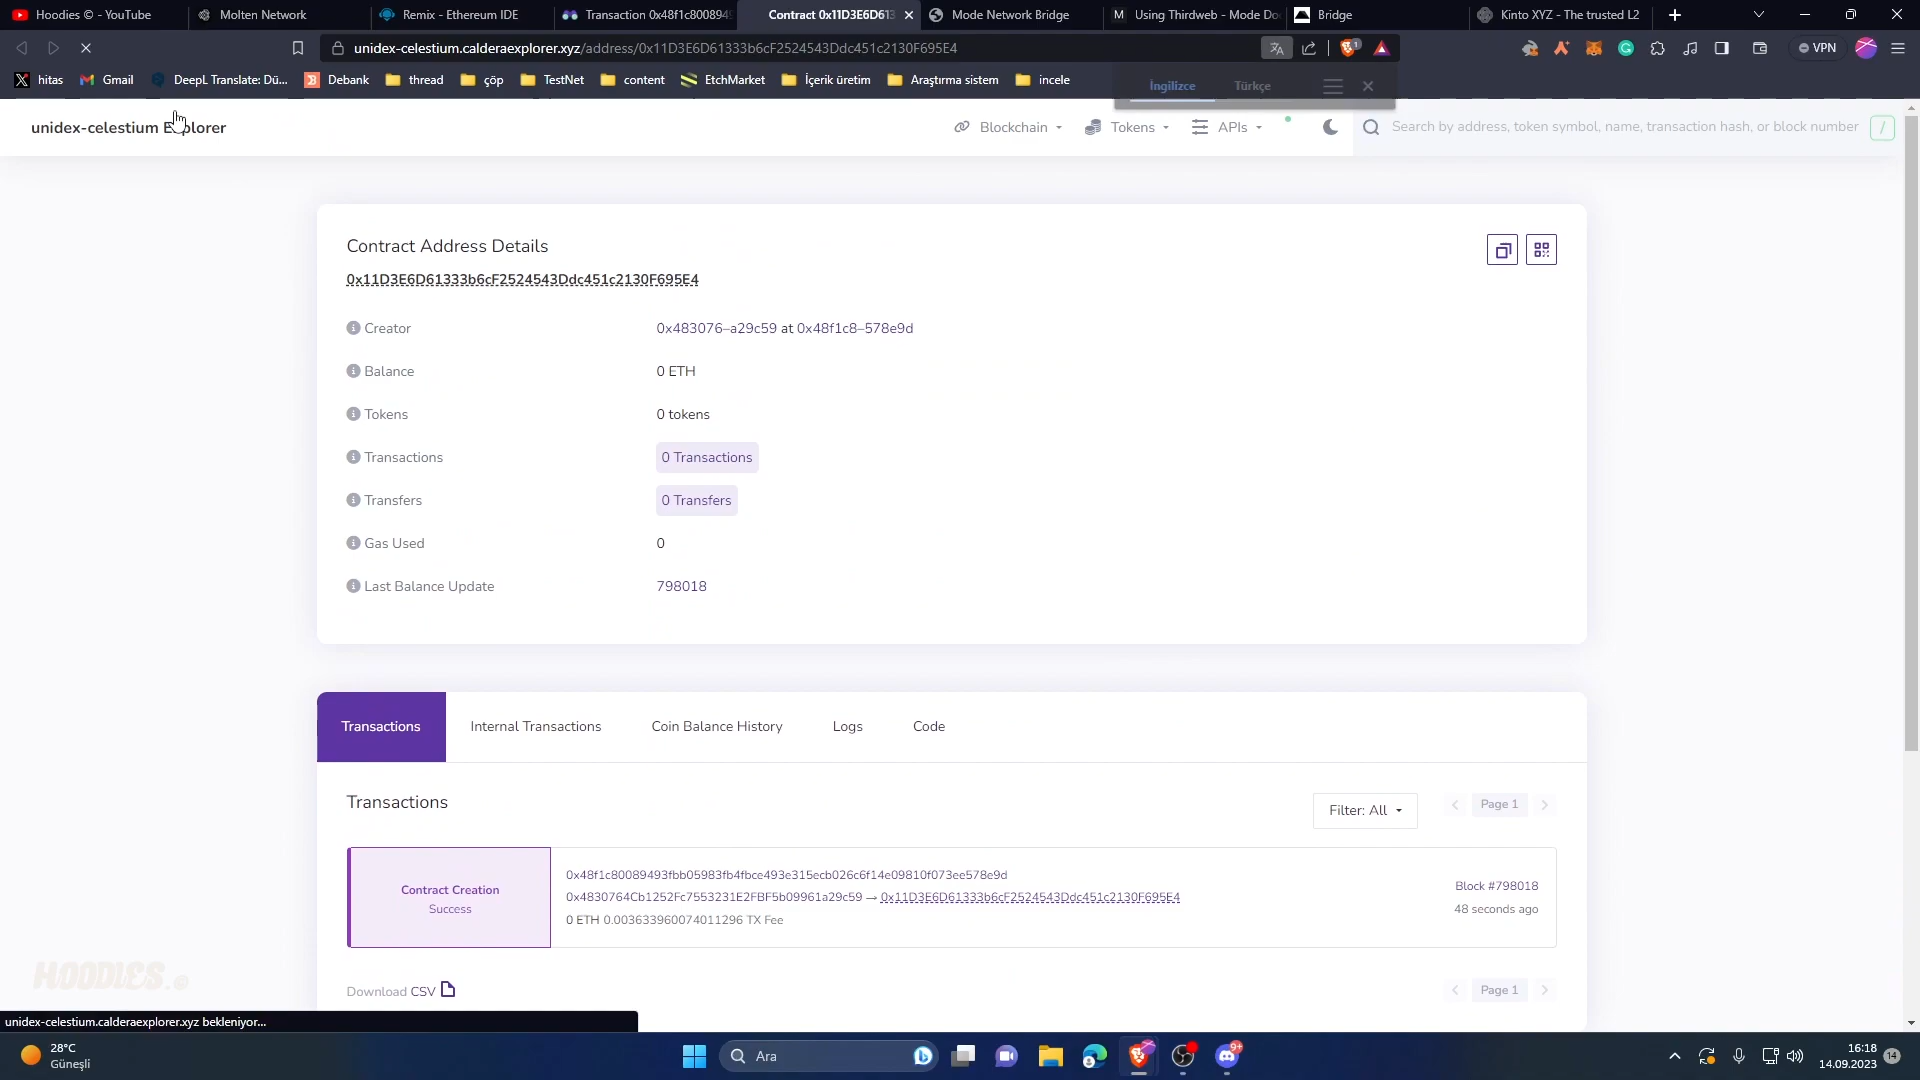 Hoodies © - YouTube
Molten Network
Remix - Ethereum IDE
Transaction 0x48f1c800894
Contract 0x11D3E6D613
Mode Network Bridge
Using Thirdweb - Mode Do
Bridge
Kinto XYZ - The trusted L2
unidex-celestium.calderaexplorer.xyz/address/0x11D3E6D61333b6cF2524543Ddc451c2130F695E4
1
VPN
hitas
Gmail
DeepL Translate: Dü...
Debank
thread
çöp
TestNet
content
EtchMarket
İçerik üretim
Araştırma sistem
incele
İngilizce
Türkçe
unidex-celestium Explorer
Blockchain
Tokens
APIs
Search by address, token symbol, name, transaction hash, or block number
/
Contract Address Details
0x11D3E6D61333b6cF2524543Ddc451c2130F695E4
Creator
0x483076–a29c59 at 0x48f1c8–578e9d
Balance
0 ETH
Tokens
0 tokens
Transactions
0 Transactions
Transfers
0 Transfers
Gas Used
0
Last Balance Update
798018
Transactions
Internal Transactions
Coin Balance History
Logs
Code
Transactions
Filter: All
Page 1
Contract Creation
Success
0x48f1c80089493fbb05983fb4fbce493e315ecb026c6f14e09810f073ee578e9d
0x4830764Cb1252Fc7553231E2FBF5b09961a29c59 → 0x11D3E6D61333b6cF2524543Ddc451c2130F695E4
0 ETH 0.003633960074011296 TX Fee
Block #798018
48 seconds ago
HOODIES.©
Download CSV
Page 1
unidex-celestium.calderaexplorer.xyz bekleniyor...
28°C
Güneşli
Ara
9+
16:18
14.09.2023
14